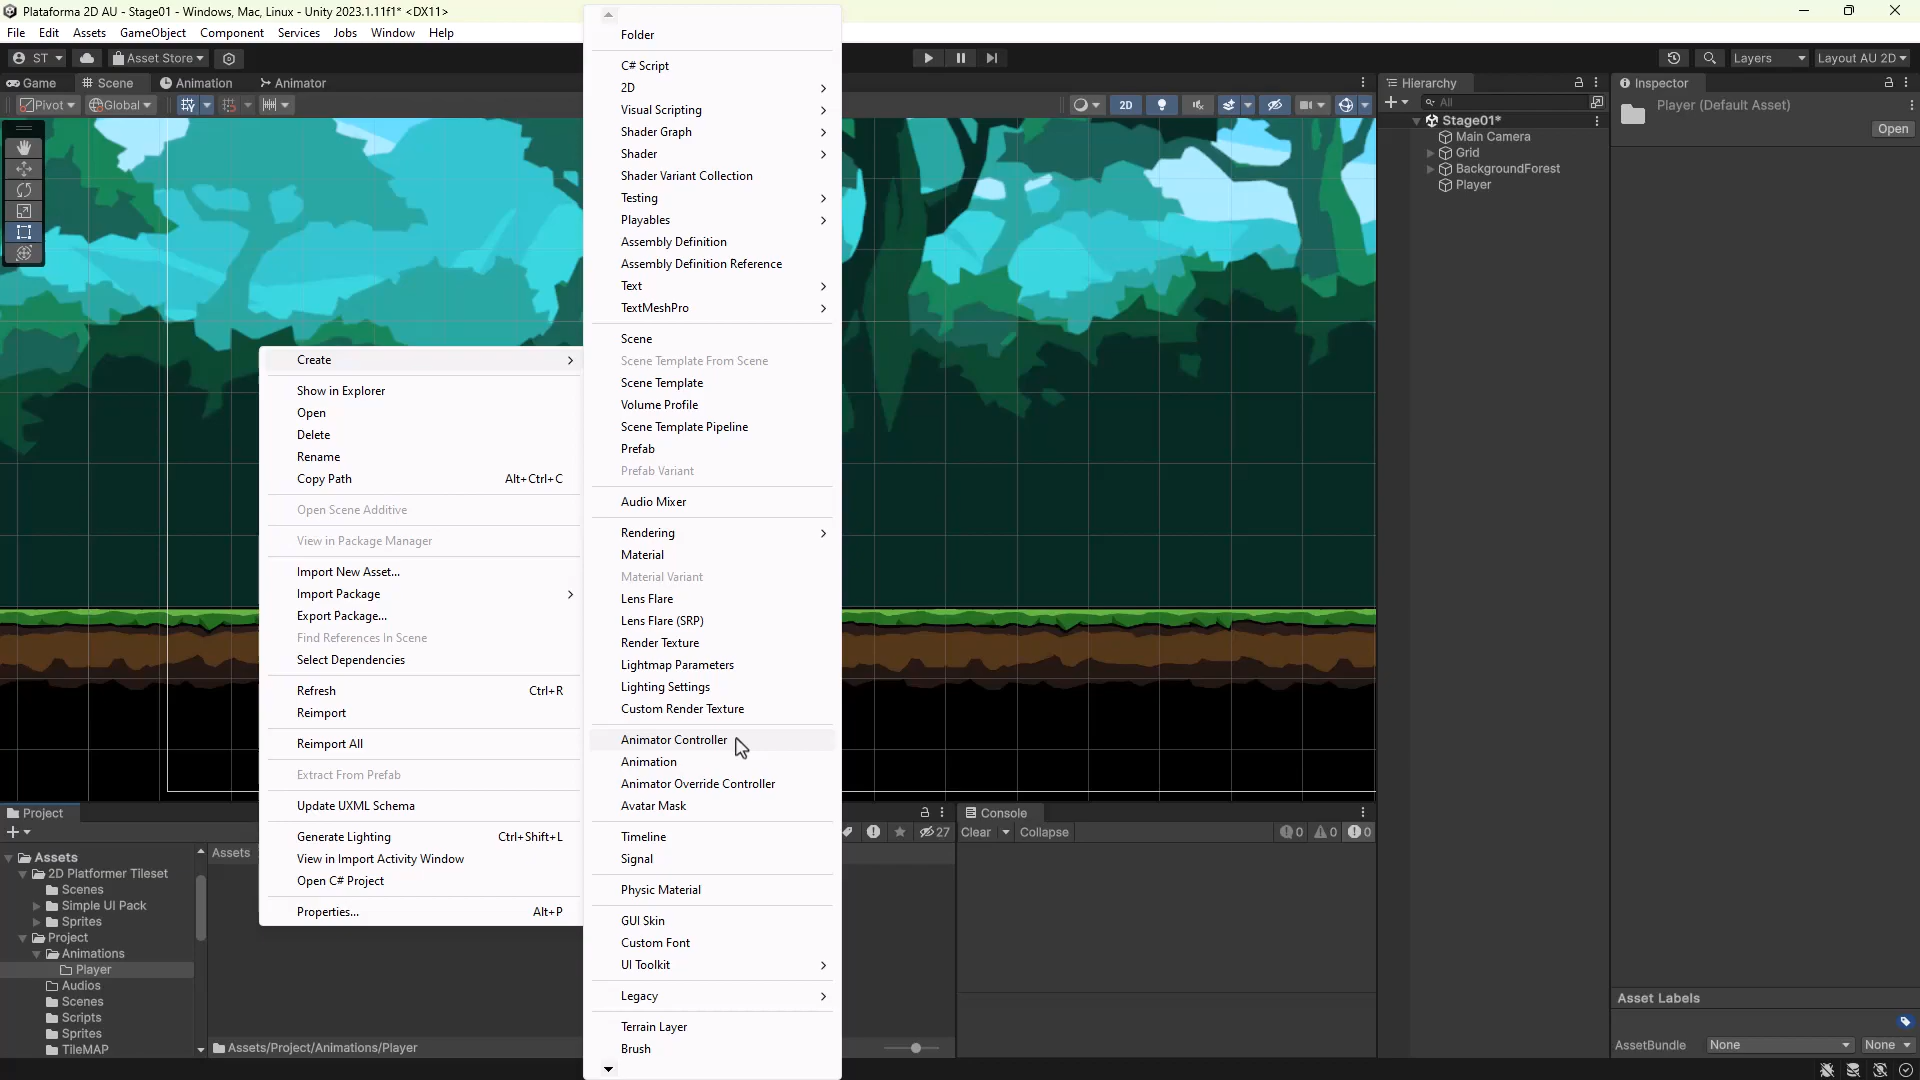 Plataforma 2D AU - Stage01 - Windows, Mac, Linux - Unity 2023.1.11f1* <DX11>
File Edit Assets GameObject Component Services Jobs Window Help
ST Asset Store Layers Layout AU 2D
Game Scene Animation Animator
Pivot Global 2D
Hierarchy
All
Stage01*
Main Camera
Grid
BackgroundForest
Player
Inspector
Player (Default Asset)
Open
Create
Show in Explorer
Open
Delete
Rename
Copy Path Alt+Ctrl+C
Open Scene Additive
View in Package Manager
Import New Asset...
Import Package
Export Package...
Find References In Scene
Select Dependencies
Refresh Ctrl+R
Reimport
Reimport All
Extract From Prefab
Update UXML Schema
Generate Lighting Ctrl+Shift+L
View in Import Activity Window
Open C# Project
Properties... Alt+P
Folder
C# Script
2D
Visual Scripting
Shader Graph
Shader
Shader Variant Collection
Testing
Playables
Assembly Definition
Assembly Definition Reference
Text
TextMeshPro
Scene
Scene Template From Scene
Scene Template
Volume Profile
Scene Template Pipeline
Prefab
Prefab Variant
Audio Mixer
Rendering
Material
Material Variant
Lens Flare
Lens Flare (SRP)
Render Texture
Lightmap Parameters
Lighting Settings
Custom Render Texture
Animator Controller
Animation
Animator Override Controller
Avatar Mask
Timeline
Signal
Physic Material
GUI Skin
Custom Font
UI Toolkit
Legacy
Terrain Layer
Brush
Project
27
Assets
2D Platformer Tileset
Scenes
Simple UI Pack
Sprites
Project
Animations
Player
Audios
Scenes
Scripts
Sprites
TileMAP
Assets
Assets/Project/Animations/Player
Console
Clear Collapse 0 0 0
Asset Labels
AssetBundle None None